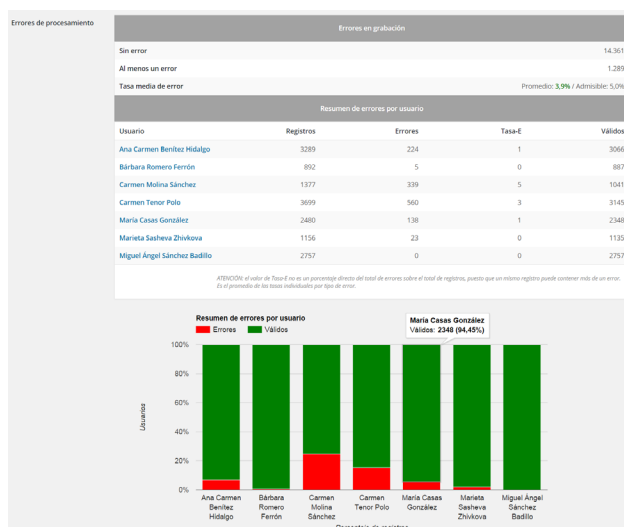 Errores de procesamiento
Errores en grabación
Sin error 14.361
Al menos un error 1.289
Tasa media de error Promedio: 3,9% / Admisible: 5,0%
Resumen de errores por usuario
Usuario Registros Errores Tasa-E Válidos
Ana Carmen Benítez Hidalgo 3289 224 1 3066
Bárbara Romero Ferrón 892 5 0 887
Carmen Molina Sánchez 1377 339 5 1041
Carmen Tenor Polo 3699 560 3 3145
María Casas González 2480 138 1 2348
Marieta Sasheva Zhivkova 1156 23 0 1135
Miguel Ángel Sánchez Badillo 2757 0 0 2757
ATENCIÓN: el valor de Tasa-E no es un porcentaje directo del total de errores sobre el total de registros, puesto que un mismo registro puede contener más de un error.
Es el promedio de las tasas individuales por tipo de error.
Resumen de errores por usuario
Errores Válidos
María Casas González
Válidos: 2348 (94,45%)
100%
80%
60%
40%
20%
0%
Usuarios
Ana Carmen Benítez Hidalgo
Bárbara Romero Ferrón
Carmen Molina Sánchez
Carmen Tenor Polo
María Casas González
Marieta Sasheva Zhivkova
Miguel Ángel Sánchez Badillo
Porcentaje de registros